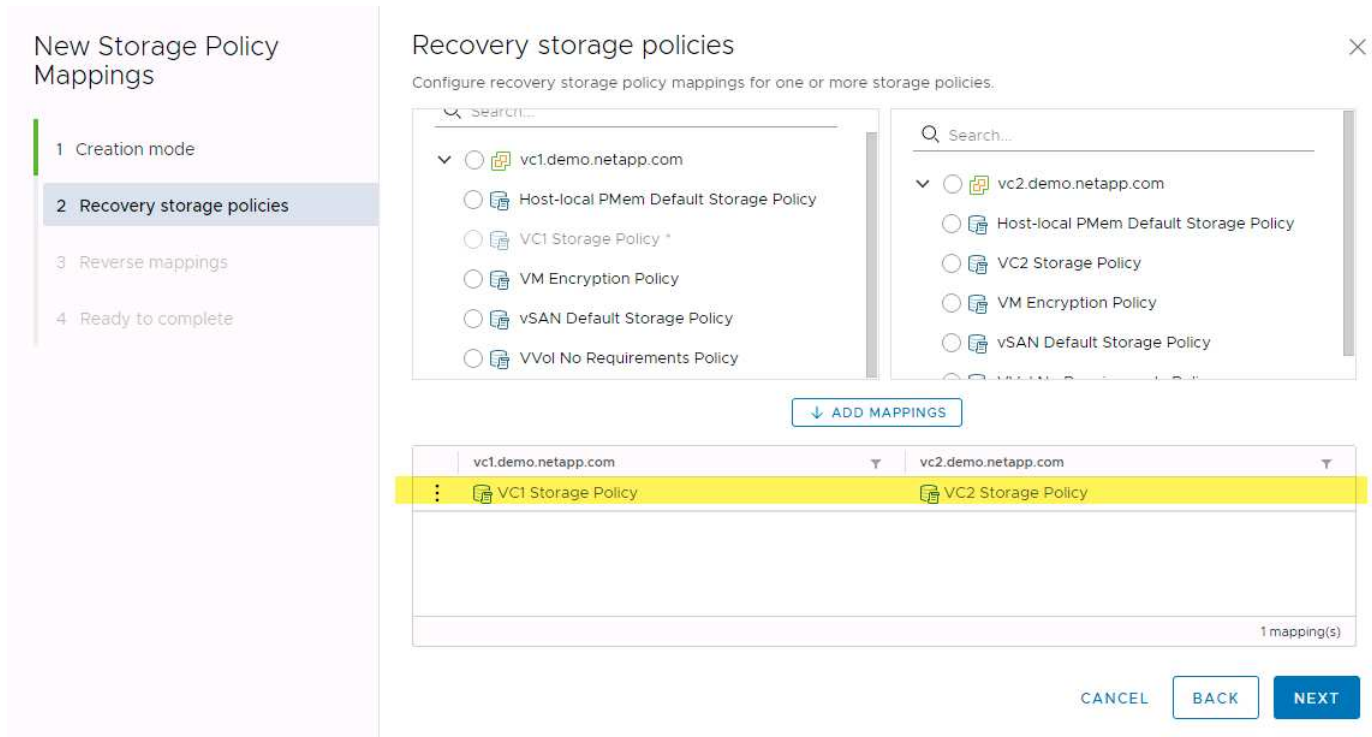 New Storage Policy
Mappings
1 Creation mode
2 Recovery storage policies
3 Reverse mappings
4 Ready to complete
Recovery storage policies
Configure recovery storage policy mappings for one or more storage policies.
Search...
vc1.demo.netapp.com
Host-local PMem Default Storage Policy
VC1 Storage Policy *
VM Encryption Policy
vSAN Default Storage Policy
VVol No Requirements Policy
Search...
vc2.demo.netapp.com
Host-local PMem Default Storage Policy
VC2 Storage Policy
VM Encryption Policy
vSAN Default Storage Policy
ADD MAPPINGS
vc1.demo.netapp.com vc2.demo.netapp.com
VC1 Storage Policy VC2 Storage Policy
1 mapping(s)
CANCEL BACK NEXT